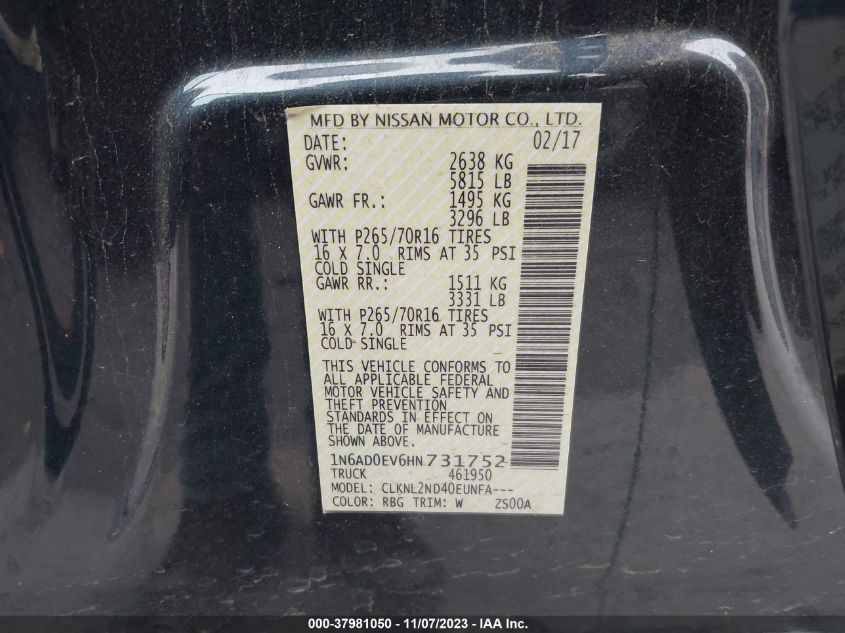 MFD BY NISSAN MOTOR CO., LTD.
DATE: 02/17
GVWR: 2638 KG
5815 LB
GAWR FR.: 1495 KG
3296 LB
WITH P265/70R16 TIRES
16 X 7.0 RIMS AT 35 PSI
COLD SINGLE
GAWR RR.: 1511 KG
3331 LB
WITH P265/70R16 TIRES
16 X 7.0 RIMS AT 35 PSI
COLD SINGLE
THIS VEHICLE CONFORMS TO
ALL APPLICABLE FEDERAL
MOTOR VEHICLE SAFETY AND
THEFT PREVENTION
STANDARDS IN EFFECT ON
THE DATE OF MANUFACTURE
SHOWN ABOVE.
1N6AD0EV6HN731752
TRUCK 461950
MODEL: CLKNL2ND40EUNFA---
COLOR: RBG TRIM: W ZS00A
000-37981050 - 11/07/2023 - IAA Inc.